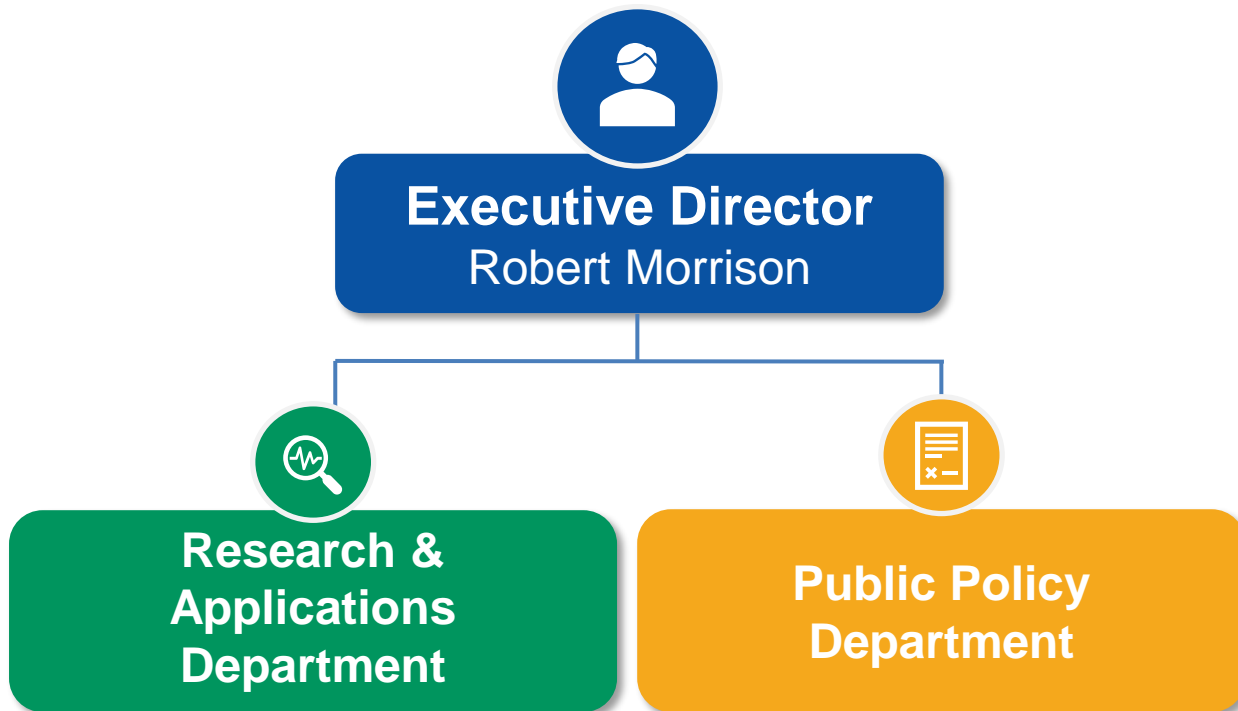 Executive Director
Robert Morrison
Research &
Applications
Department
Public Policy
Department